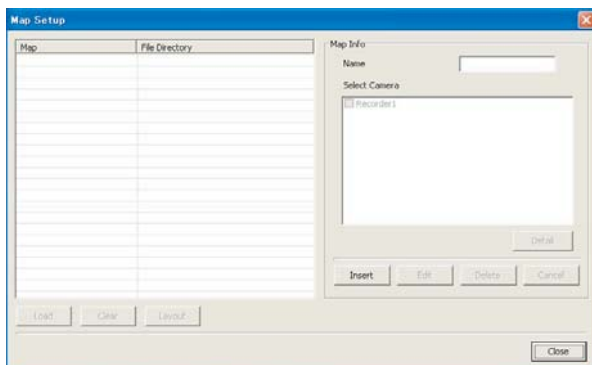 Map Setup
Map File Directory
Map Info
Name
Select Camera
Recorder1
Detail
Insert Edit Delete Cancel
Load Clear Layout
Close